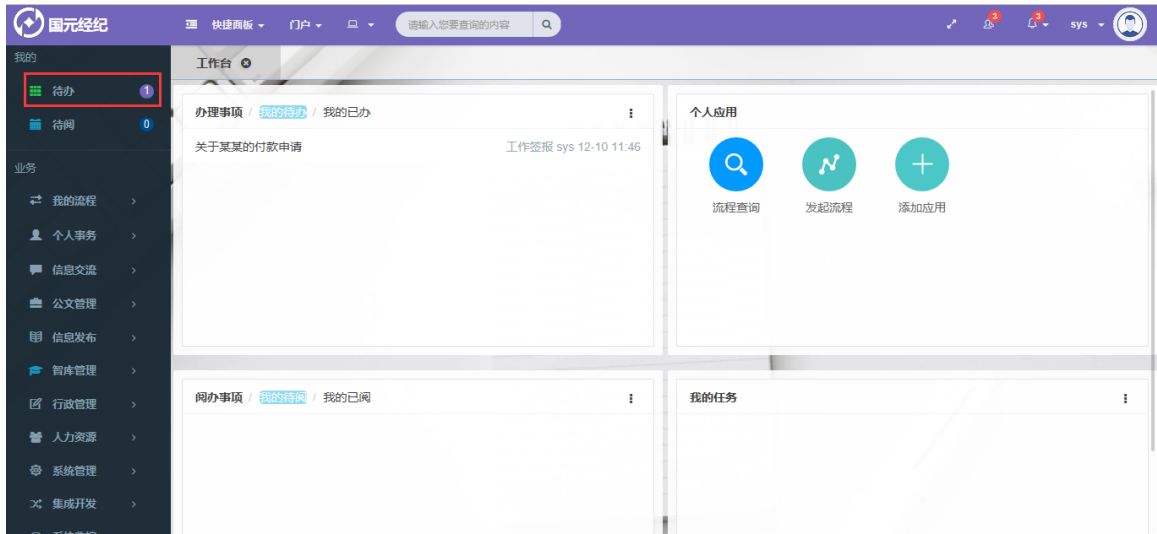 国元经纪
快捷面板 门户 请输入您要查询的内容 3 3 sys
我的
待办 1
待阅 0
业务
我的流程
个人事务
信息交流
公文管理
信息发布
智库管理
行政管理
人力资源
系统管理
集成开发
工作台
办理事项 / 我的待办 / 我的已办
关于某某的付款申请 工作签报 sys 12-10 11:46
个人应用
流程查询 发起流程 添加应用
阅办事项 / 我的待阅 / 我的已阅
我的任务